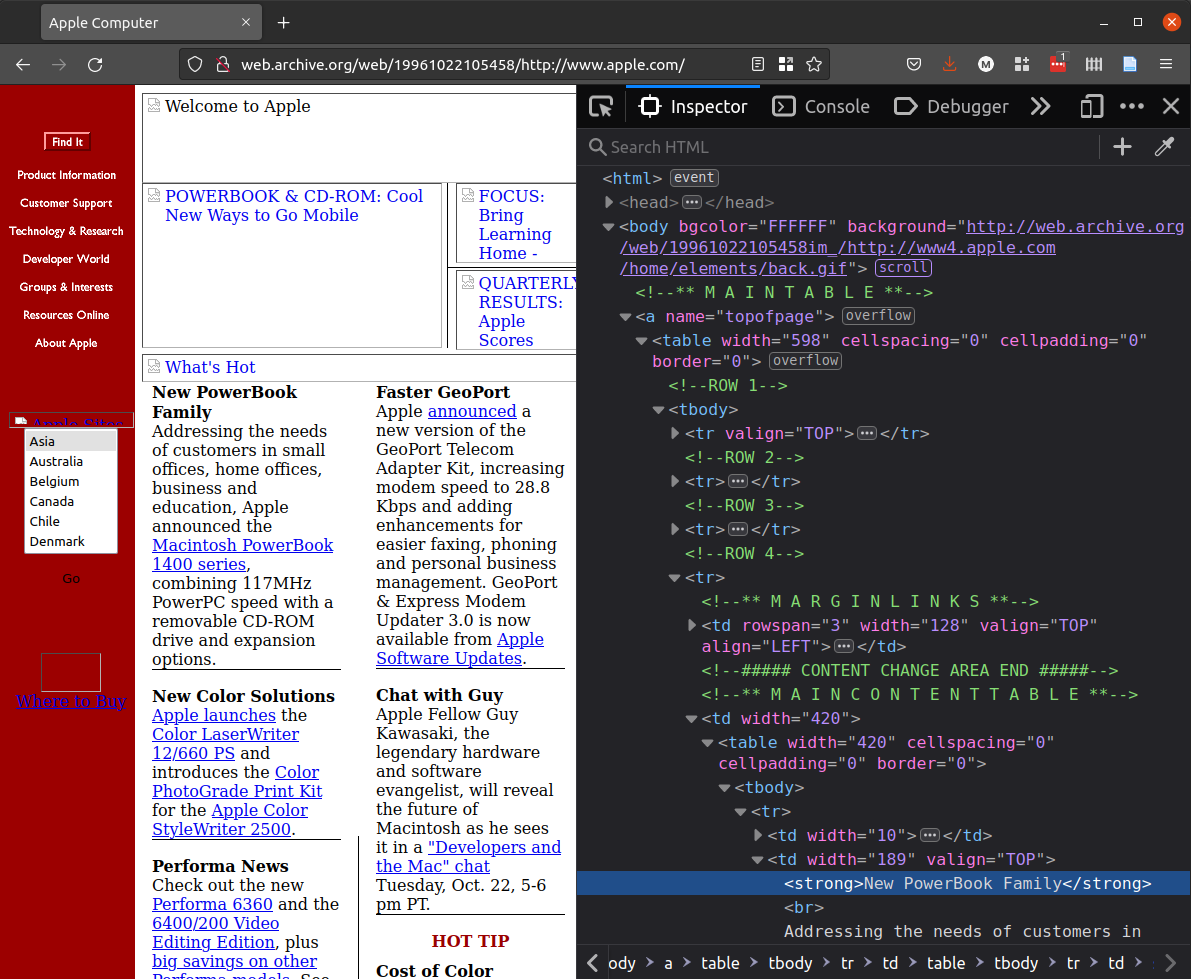 Apple Computer
web.archive.org/web/19961022105458/http://www.apple.com/
M
1
Find It
Product Information
Customer Support
Technology & Research
Developer World
Groups & Interests
Resources Online
About Apple
Apple Sites
Asia
Australia
Belgium
Canada
Chile
Denmark
Go
Where to Buy
Welcome to Apple
POWERBOOK & CD-ROM: Cool
New Ways to Go Mobile
FOCUS:
Bring
Learning
Home -
QUARTERLY
RESULTS:
Apple
Scores
What's Hot
New PowerBook
Family
Addressing the needs
of customers in small
offices, home offices,
business and
education, Apple
announced the
Macintosh PowerBook
1400 series,
combining 117MHz
PowerPC speed with a
removable CD-ROM
drive and expansion
options.
New Color Solutions
Apple launches the
Color LaserWriter
12/660 PS and
introduces the Color
PhotoGrade Print Kit
for the Apple Color
StyleWriter 2500.
Performa News
Check out the new
Performa 6360 and the
6400/200 Video
Editing Edition, plus
big savings on other
Performa models. See
Faster GeoPort
Apple announced a
new version of the
GeoPort Telecom
Adapter Kit, increasing
modem speed to 28.8
Kbps and adding
enhancements for
easier faxing, phoning
and personal business
management. GeoPort
& Express Modem
Updater 3.0 is now
available from Apple
Software Updates.
Chat with Guy
Apple Fellow Guy
Kawasaki, the
legendary hardware
and software
evangelist, will reveal
the future of
Macintosh as he sees
it in a "Developers and
the Mac" chat
Tuesday, Oct. 22, 5-6
pm PT.
HOT TIP
Cost of Color
Inspector Console Debugger
Search HTML
<html> event
<head> </head>
<body bgcolor="FFFFFF" background="http://web.archive.org
/web/19961022105458im_/http://www4.apple.com
/home/elements/back.gif"> scroll
<!--** M A I N T A B L E **-->
<a name="topofpage"> overflow
<table width="598" cellspacing="0" cellpadding="0"
border="0"> overflow
<!--ROW 1-->
<tbody>
<tr valign="TOP"> </tr>
<!--ROW 2-->
<tr> </tr>
<!--ROW 3-->
<tr> </tr>
<!--ROW 4-->
<tr>
<!--** M A R G I N L I N K S **-->
<td rowspan="3" width="128" valign="TOP"
align="LEFT"> </td>
<!--##### CONTENT CHANGE AREA END #####-->
<!--** M A I N C O N T E N T T A B L E **-->
<td width="420">
<table width="420" cellspacing="0"
cellpadding="0" border="0">
<tbody>
<tr>
<td width="10"> </td>
<td width="189" valign="TOP">
<strong>New PowerBook Family</strong>
<br>
Addressing the needs of customers in
ody a table tbody tr td table tbody tr td